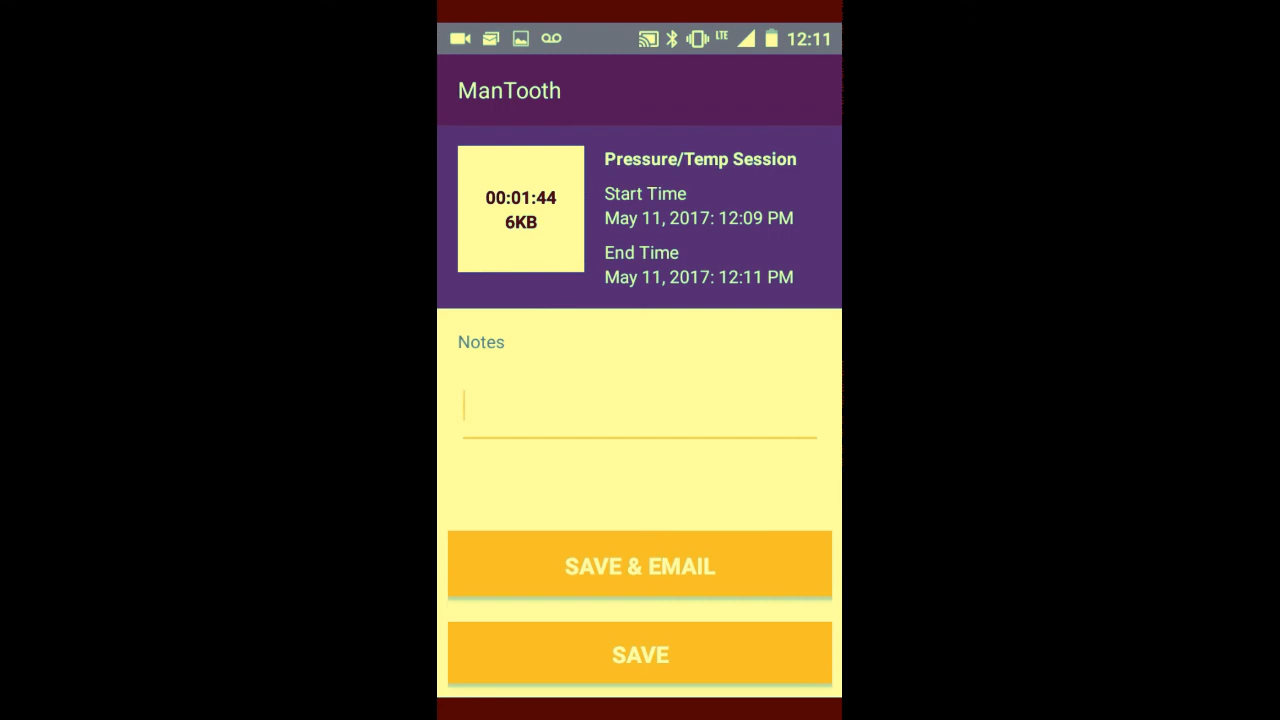 LTE 12:11
ManTooth
00:01:44
6KB
Pressure/Temp Session
Start Time
May 11, 2017: 12:09 PM
End Time
May 11, 2017: 12:11 PM
Notes
SAVE & EMAIL
SAVE